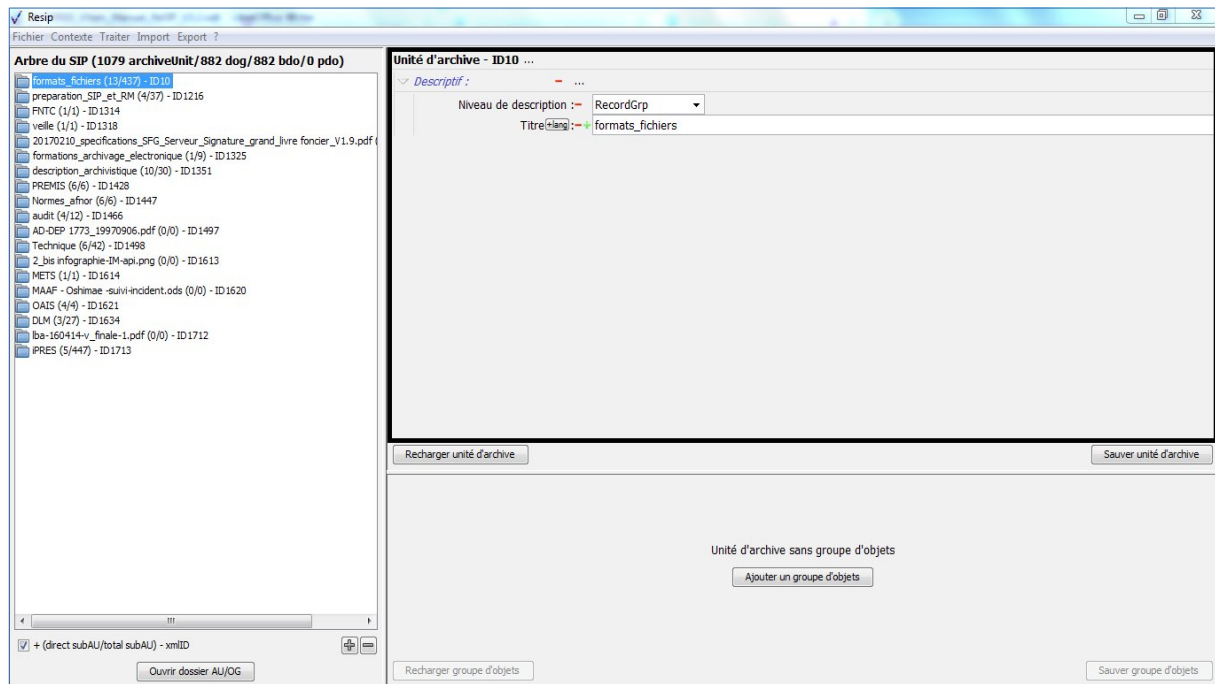 Resip
Fichier Contexte Traiter Import Export ?
Arbre du SIP (1079 archiveUnit/882 dog/882 bdo/0 pdo)
formats_fichiers (13/437) - ID10
preparation_SIP_et_RM (4/37) - ID1216
FNTC (1/1) - ID1314
veille (1/1) - ID1318
20170210_specifications_SFG_Serveur_Signature_grand_livre foncier_V1.9.pdf (
formations_archivage_electronique (1/9) - ID1325
description_archivistique (10/30) - ID1351
PREMIS (6/6) - ID1428
Normes_afnor (6/6) - ID1447
audit (4/12) - ID1466
AD-DEP 1773_19970906.pdf (0/0) - ID1497
Technique (6/42) - ID1498
2_bis infographie-IM-api.png (0/0) - ID1613
METS (1/1) - ID1614
MAAF - Oshimae -suivi-incident.ods (0/0) - ID1620
OAIS (4/4) - ID1621
DLM (3/27) - ID1634
lba-160414-v_finale-1.pdf (0/0) - ID1712
iPRES (5/447) - ID1713
+ (direct subAU/total subAU) - xmlID
Ouvrir dossier AU/OG
Unité d'archive - ID10 ...
Descriptif : - ...
Niveau de description :- RecordGrp
Titre +lang :-+ formats_fichiers
Recharger unité d'archive
Sauver unité d'archive
Unité d'archive sans groupe d'objets
Ajouter un groupe d'objets
Recharger groupe d'objets
Sauver groupe d'objets